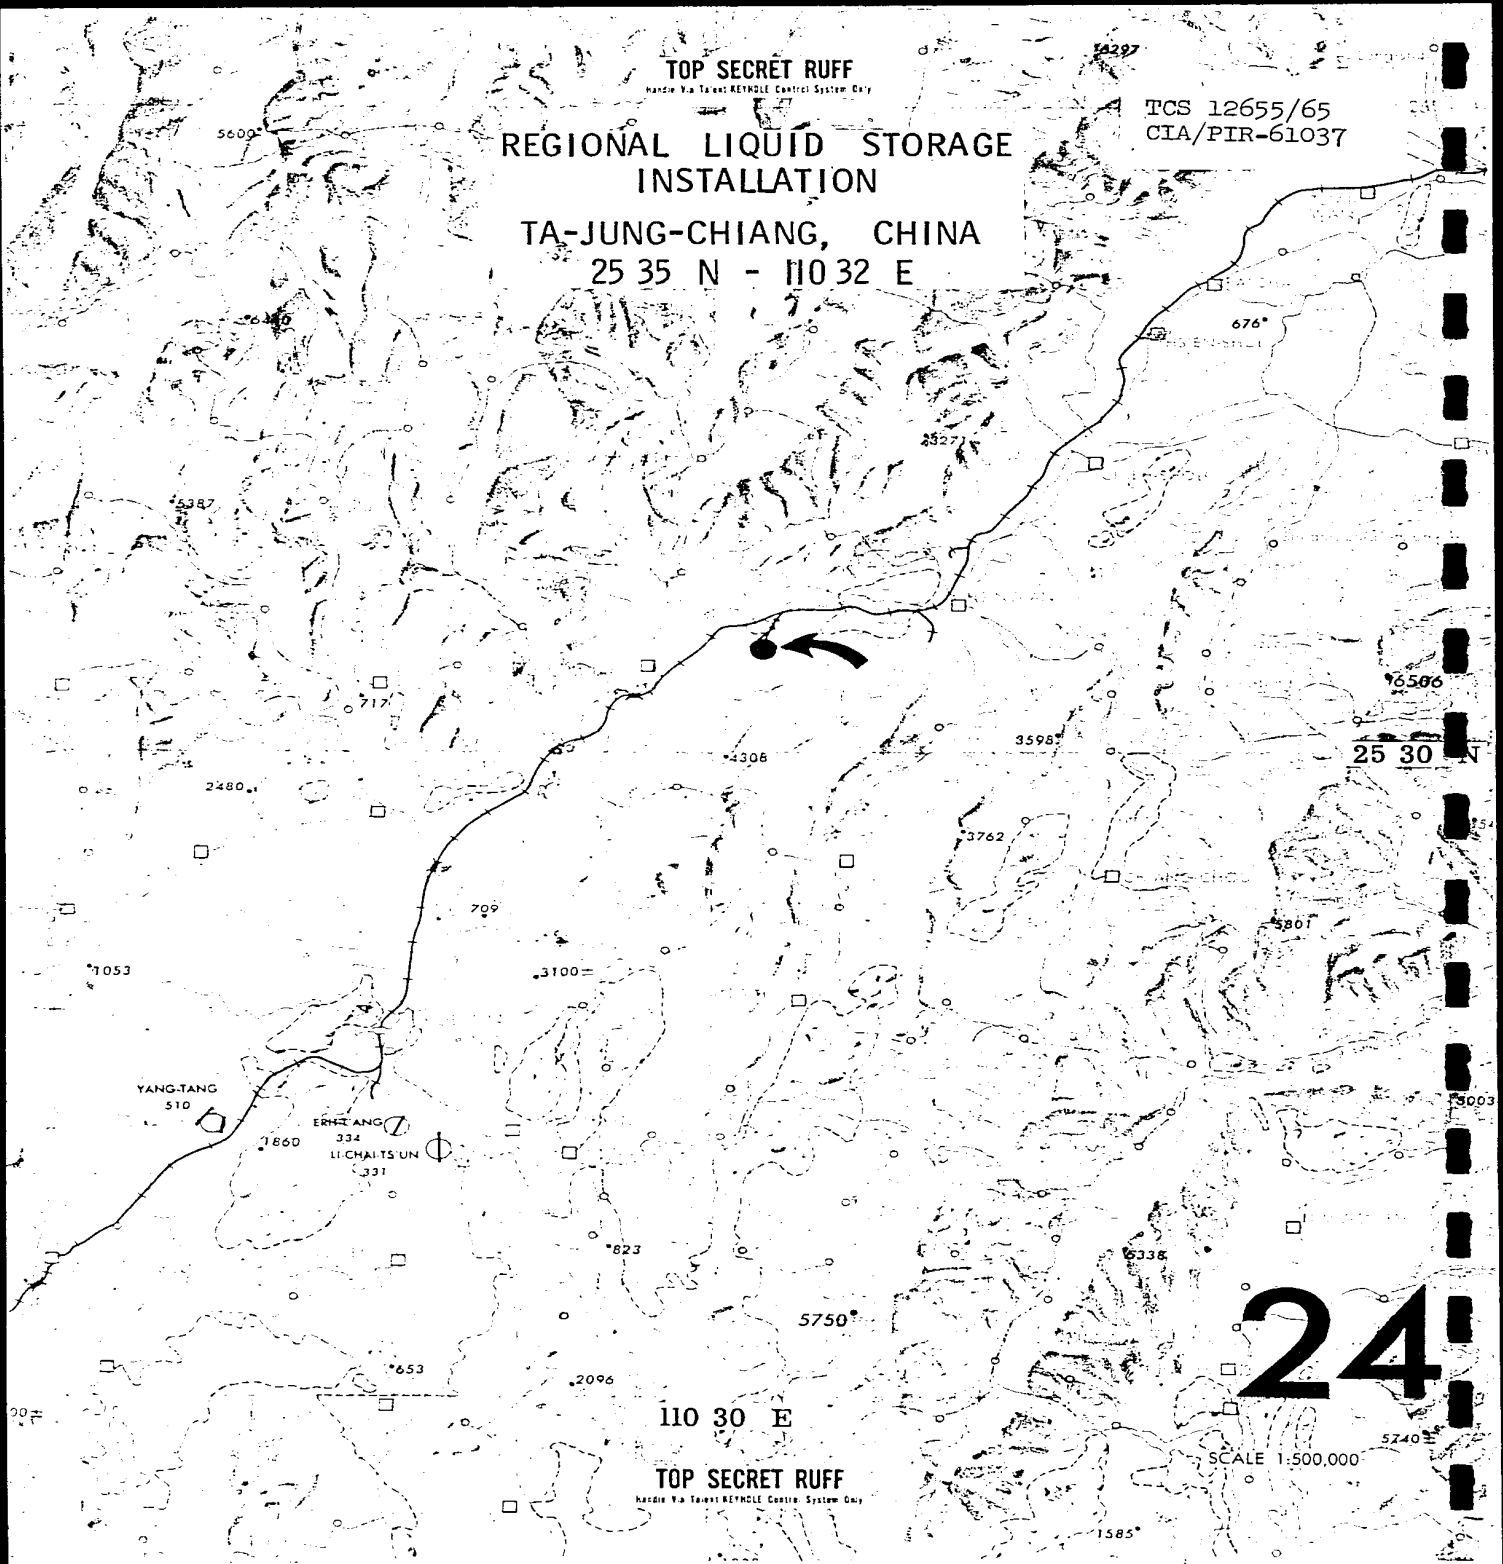 6297
TOP SECRET RUFF
Handle Via Talent KEYHOLE Control System Only
TCS 12655/65
CIA/PIR-61037
5600
REGIONAL LIQUID STORAGE
INSTALLATION
TA-JUNG-CHIANG, CHINA
25 35 N - 110 32 E
676
3271
5387
6506
717
3598
25 30 N
4308
2480
3762
709
5801
1053
3100±
YANG-TANG
510
5003
ERH-T'ANG
334
1860
LI-CHAI-TS'UN
331
823
5338
5750
24
653
2096
110 30 E
5740±
SCALE 1:500,000
TOP SECRET RUFF
Handle Via Talent KEYHOLE Control System Only
1585